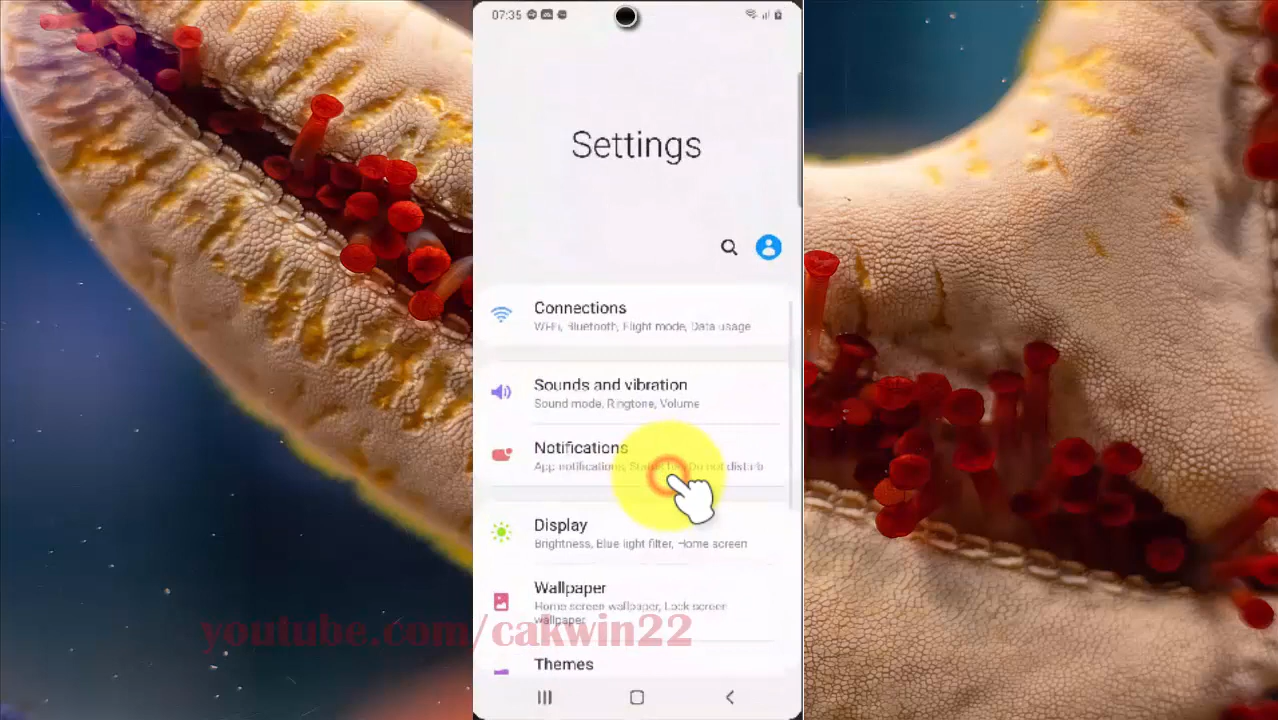 07:35
Settings
Connections
Wi-Fi, Bluetooth, Flight mode, Data usage
Sounds and vibration
Sound mode, Ringtone, Volume
Notifications
App notifications, Status bar, Do not disturb
Display
Brightness, Blue light filter, Home screen
Wallpaper
Home screen wallpaper, Lock screen
wallpaper
youtube.com/cakwin22
Themes